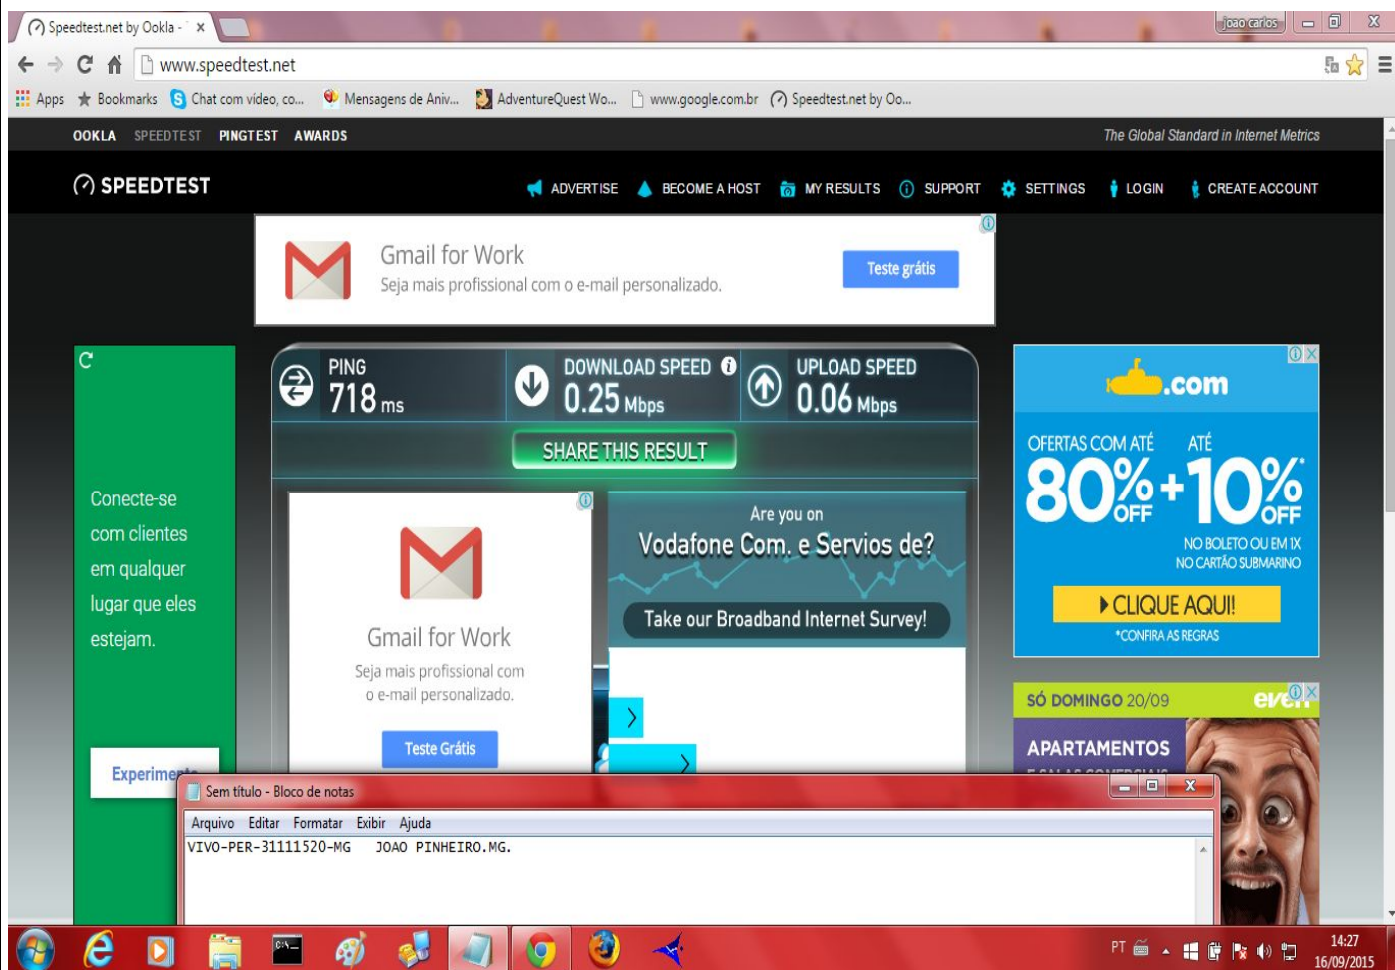 Speedtest.net by Ookla -
joao carlos
www.speedtest.net
Apps Bookmarks Chat com vídeo, co... Mensagens de Aniv... AdventureQuest Wo... www.google.com.br Speedtest.net by Oo...
OOKLA SPEEDTEST PINGTEST AWARDS
The Global Standard in Internet Metrics
SPEEDTEST
ADVERTISE BECOME A HOST MY RESULTS SUPPORT SETTINGS LOGIN CREATE ACCOUNT
Gmail for Work
Seja mais profissional com o e-mail personalizado.
Teste grátis
Conecte-se
com clientes
em qualquer
lugar que eles
estejam.
PING
718 ms
DOWNLOAD SPEED
0.25 Mbps
UPLOAD SPEED
0.06 Mbps
SHARE THIS RESULT
Gmail for Work
Seja mais profissional com
o e-mail personalizado.
Teste Grátis
Are you on
Vodafone Com. e Servios de?
Take our Broadband Internet Survey!
.com
OFERTAS COM ATÉ
80% OFF
+
ATÉ
10%* OFF
NO BOLETO OU EM 1X
NO CARTÃO SUBMARINO
CLIQUE AQUI!
*CONFIRA AS REGRAS
SÓ DOMINGO 20/09
even
APARTAMENTOS
Sem título - Bloco de notas
Arquivo Editar Formatar Exibir Ajuda
VIVO-PER-31111520-MG JOAO PINHEIRO.MG.
C:\_
PT
14:27
16/09/2015